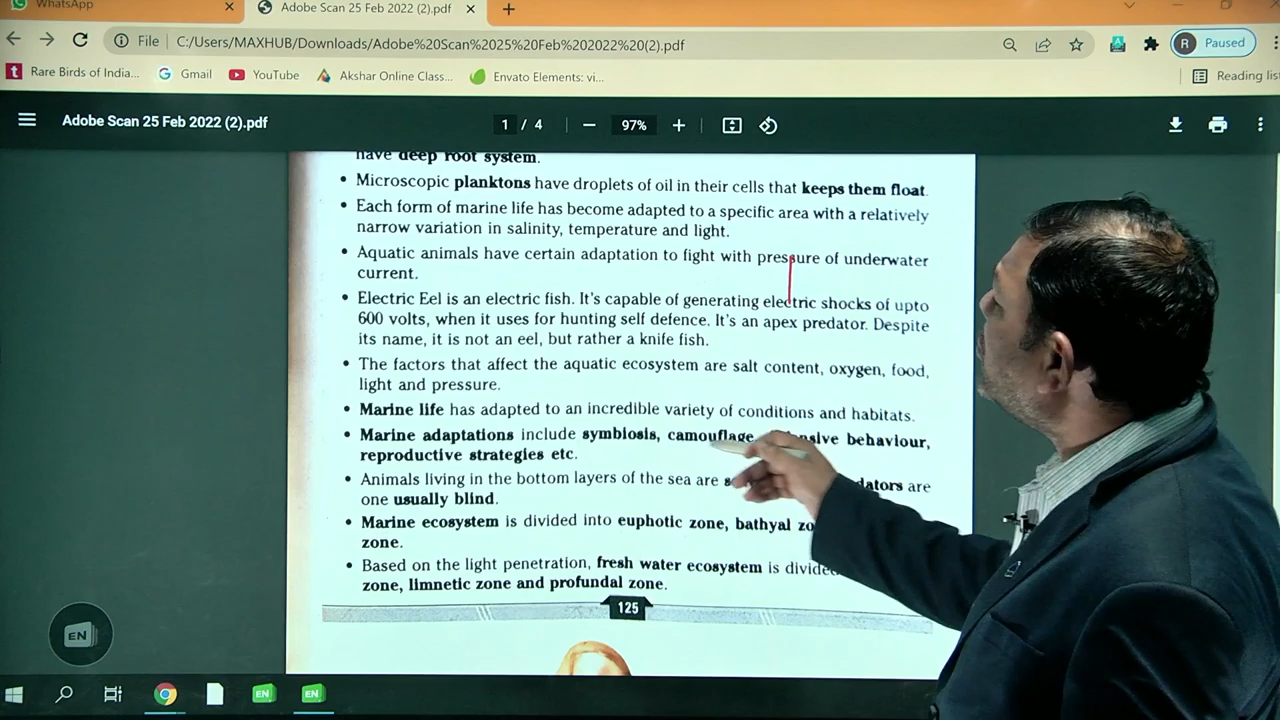 WhatsApp
Adobe Scan 25 Feb 2022 (2).pdf
File C:/Users/MAXHUB/Downloads/Adobe%20Scan%2025%20Feb%202022%20(2).pdf
R Paused
Rare Birds of India... Gmail YouTube Akshar Online Class... Envato Elements: vi... Reading list
Adobe Scan 25 Feb 2022 (2).pdf 1 / 4 97%
have deep root system.
• Microscopic planktons have droplets of oil in their cells that keeps them float.
• Each form of marine life has become adapted to a specific area with a relatively
narrow variation in salinity, temperature and light.
• Aquatic animals have certain adaptation to fight with pressure of underwater
current.
• Electric Eel is an electric fish. It's capable of generating electric shocks of upto
600 volts, when it uses for hunting self defence. It's an apex predator. Despite
its name, it is not an eel, but rather a knife fish.
• The factors that affect the aquatic ecosystem are salt content, oxygen, food,
light and pressure.
• Marine life has adapted to an incredible variety of conditions and habitats.
• Marine adaptations include symbiosis, camouflage, behaviour,
reproductive strategies etc.
• Animals living in the bottom layers of the sea are are
one usually blind.
• Marine ecosystem is divided into euphotic zone, bathyal
zone.
• Based on the light penetration, fresh water ecosystem is
zone, limnetic zone and profundal zone.
125
EN
EN EN